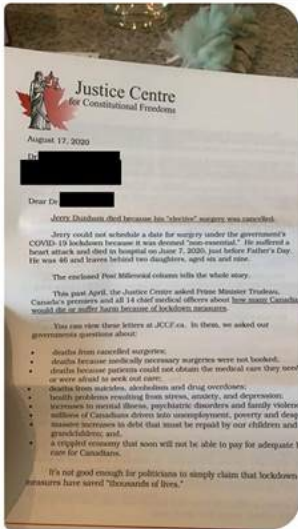 Justice Centre
for Constitutional Freedoms
August 17, 2020
Dr
Dear Dr
Jerry Dunham died because his "elective" surgery was cancelled.
Jerry could not schedule a date for surgery under the government's
COVID-19 lockdown because it was deemed "non-essential." He suffered a
heart attack and died in hospital on June 7, 2020, just before Father's Day.
He was 46 and leaves behind two daughters, aged six and nine.
The enclosed Post Millennial column tells the whole story.
This past April, the Justice Centre asked Prime Minister Trudeau,
Canada's premiers and all 14 chief medical officers about how many Canadians
would die or suffer harm because of lockdown measures.
You can view these letters at JCCF.ca. In them, we asked our
governments questions about:
• deaths from cancelled surgeries;
• deaths because medically necessary surgeries were not booked;
• deaths because patients could not obtain the medical care they need
or were afraid to seek out care;
• deaths from suicides, alcoholism and drug overdoses;
• health problems resulting from stress, anxiety, and depression;
• increases to mental illness, psychiatric disorders and family violence
• millions of Canadians driven into unemployment, poverty and desp
• massive increases to debt that must be repaid by our children and
grandchildren; and,
• a crippled economy that soon will not be able to pay for adequate h
care for Canadians.
It's not good enough for politicians to simply claim that lockdown
measures have saved "thousands of lives."